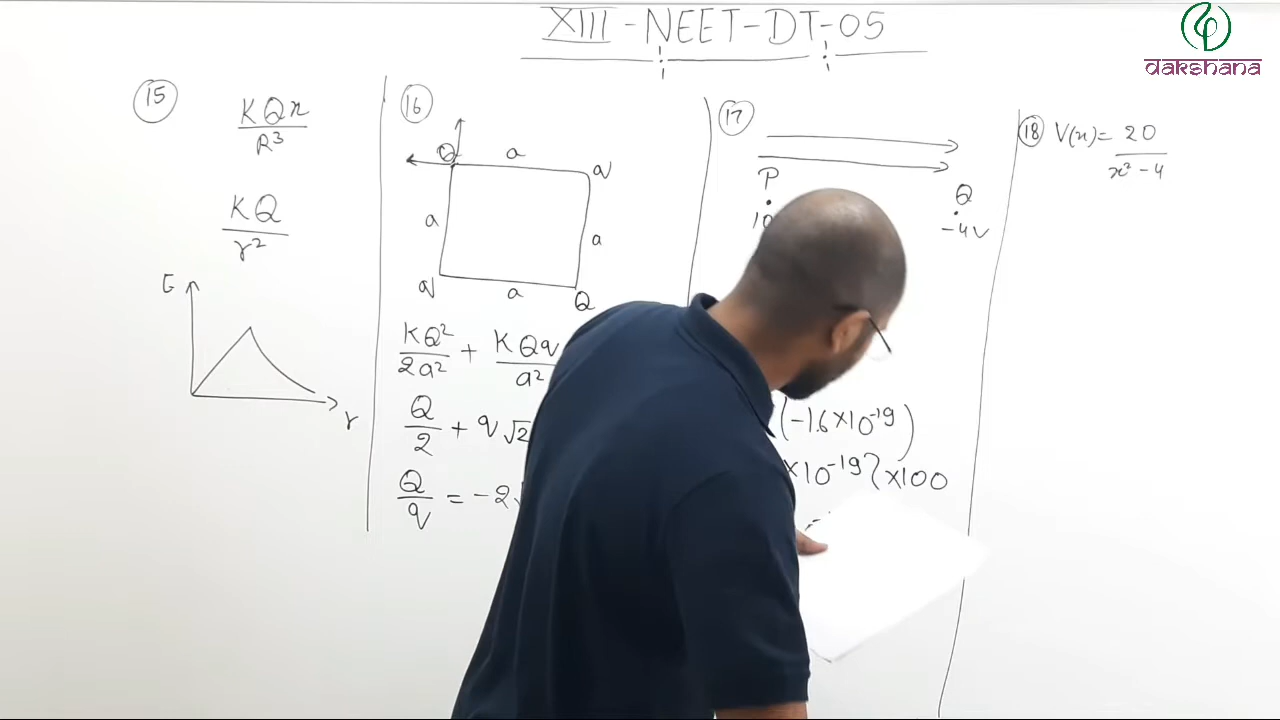 XIII - NEET-DT-05
dakshana
15
KQx
R³
KQ
r²
E
r
16
Q a q
a a
q a Q
KQ²/2a² + KQq/a²
Q/2 + q√2
Q/q = -2
17
P
Q
-4V
(-1.6×10⁻¹⁹)
×10⁻¹⁹ ×100
18 V(x) = 20
x² - 4